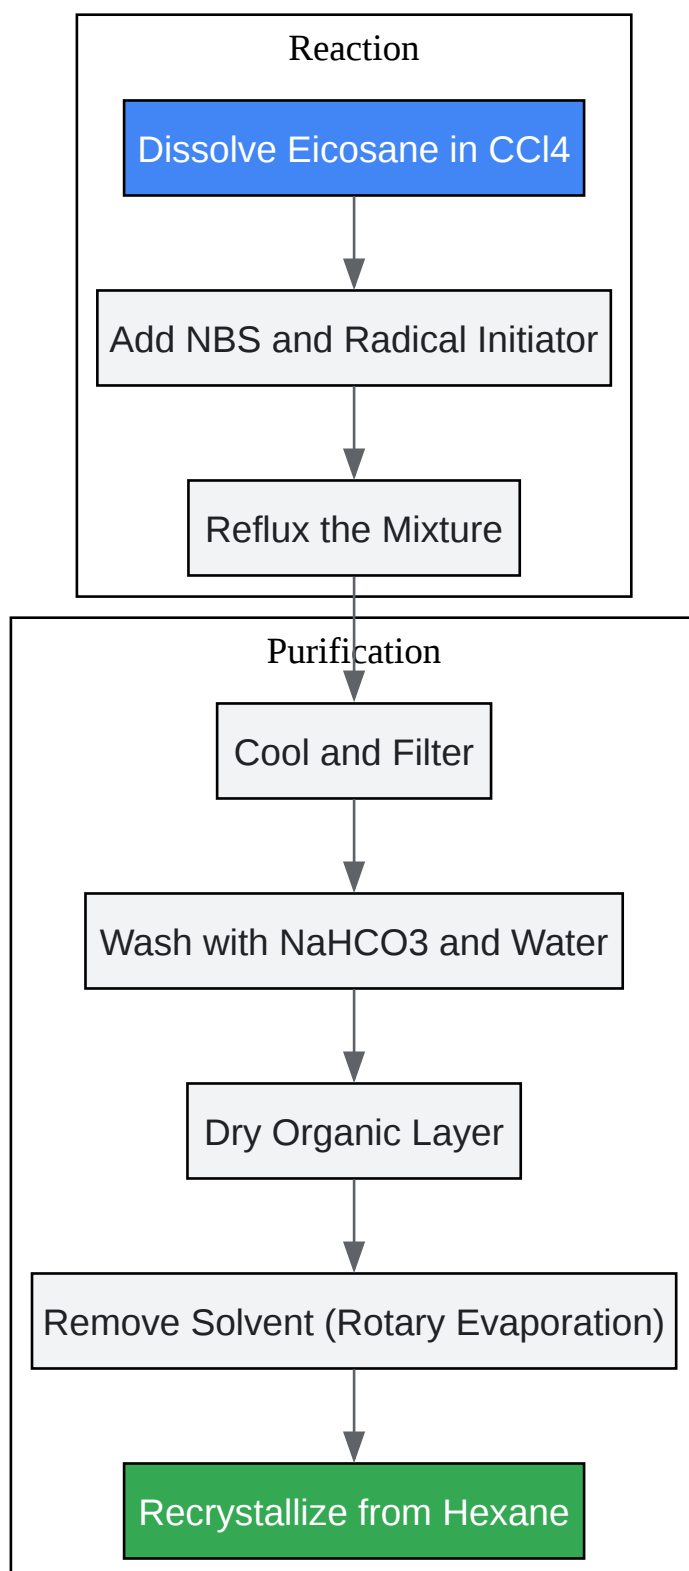 Reaction
Dissolve Eicosane in CCl4
Add NBS and Radical Initiator
Reflux the Mixture
Purification
Cool and Filter
Wash with NaHCO3 and Water
Dry Organic Layer
Remove Solvent (Rotary Evaporation)
Recrystallize from Hexane